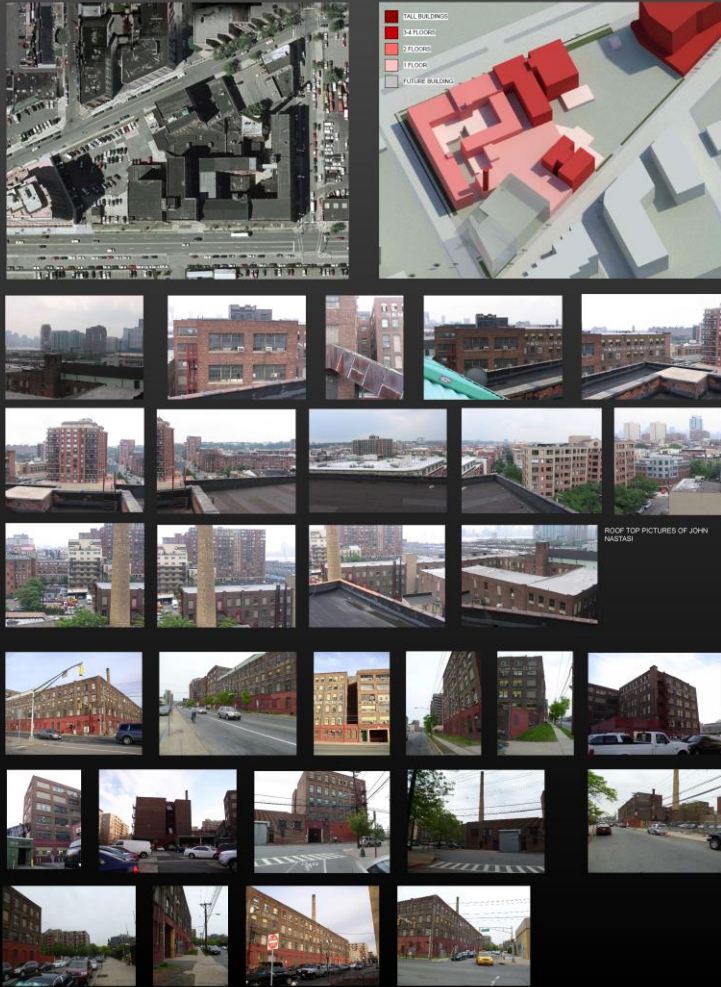 TALL BUILDINGS
3-4 FLOORS
2 FLOORS
1 FLOOR
FUTURE BUILDING
ROOF TOP PICTURES OF JOHN
NASTASI